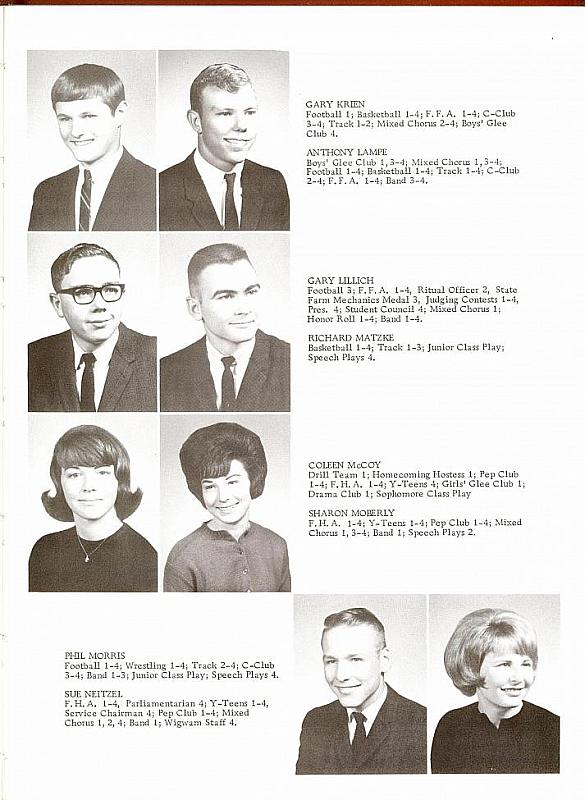 GARY KRIEN
Football 1; Basketball 1-4; F.F.A. 1-4; C-Club
3-4; Track 1-2; Mixed Chorus 2-4; Boys' Glee
Club 4.
ANTHONY LAMPE
Boys' Glee Club 1,3-4; Mixed Chorus 1,3-4;
Football 1-4; Basketball 1-4; Track 1-4; C-Club
2-4; F.F.A. 1-4; Band 3-4.
GARY LILLICH
Football 3; F.F.A. 1-4, Ritual Officer 2, State
Farm Mechanics Medal 3, Judging Contests 1-4,
Pres. 4; Student Council 4; Mixed Chorus 1;
Honor Roll 1-4; Band 1-4.
RICHARD MATZKE
Basketball 1-4; Track 1-3; Junior Class Play;
Speech Plays 4.
COLEEN McCOY
Drill Team 1; Homecoming Hostess 1; Pep Club
1-4; F.H.A. 1-4; Y-Teens 4; Girls' Glee Club 1;
Drama Club 1; Sophomore Class Play
SHARON MOBERLY
F.H.A. 1-4; Y-Teens 1-4; Pep Club 1-4; Mixed
Chorus 1, 3-4; Band 1; Speech Plays 2.
PHIL MORRIS
Football 1-4; Wrestling 1-4; Track 2-4; C-Club
3-4; Band 1-3; Junior Class Play; Speech Plays 4.
SUE NEITZEL
F.H.A. 1-4, Parliamentarian 4; Y-Teens 1-4,
Service Chairman 4; Pep Club 1-4; Mixed
Chorus 1, 2, 4; Band 1; Wigwam Staff 4.